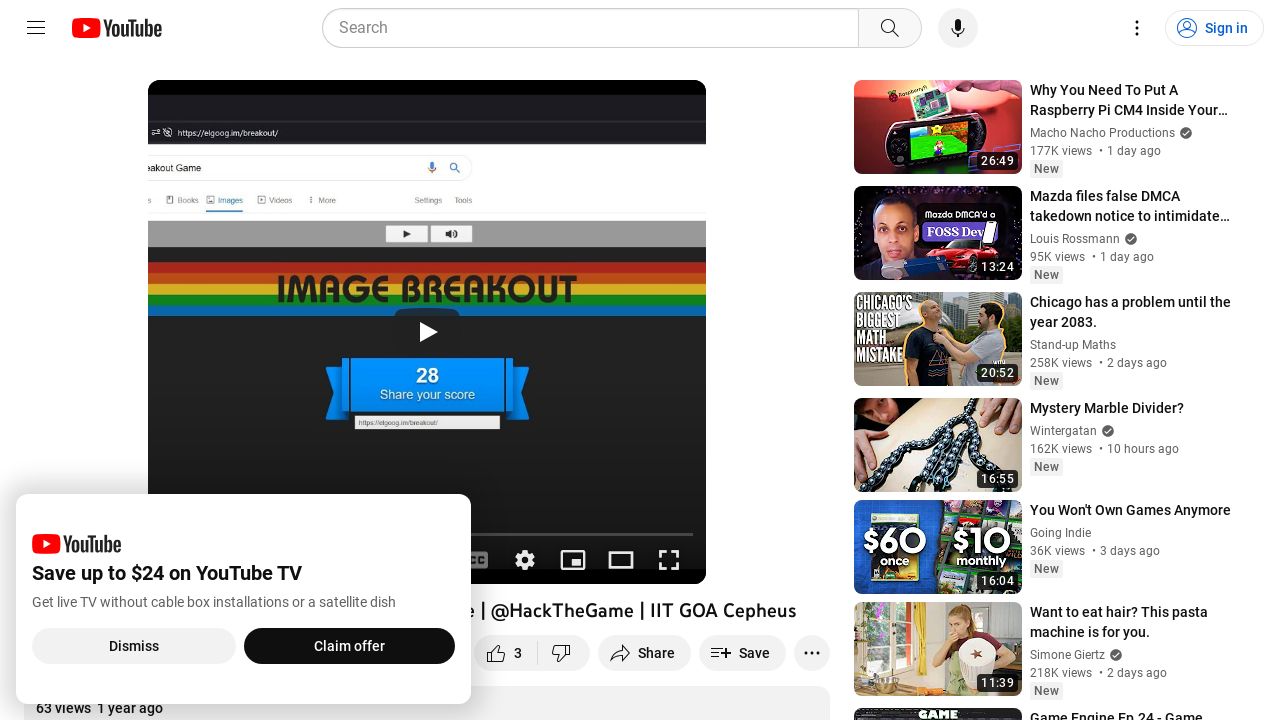 YouTube
Search
Sign in
https://elgoog.im/breakout/
eakout Game
Books
Images
Videos
More
Settings
Tools
IMAGE BREAKOUT
28
Share your score
https://elgoog.im/breakout/
CC
| @HackTheGame | IIT GOA Cepheus
3
Share
Save
63 views 1 year ago
YouTube
Save up to $24 on YouTube TV
Get live TV without cable box installations or a satellite dish
Dismiss
Claim offer
RaspberryPi
26:49
Why You Need To Put A
Raspberry Pi CM4 Inside Your…
Macho Nacho Productions
177K views • 1 day ago
New
Mazda DMCA'd a
FOSS Dev
13:24
Mazda files false DMCA
takedown notice to intimidate…
Louis Rossmann
95K views • 1 day ago
New
CHICAGO'S
BIGGEST
MATH
MISTAKE
WITH
20:52
Chicago has a problem until the
year 2083.
Stand-up Maths
258K views • 2 days ago
New
16:55
Mystery Marble Divider?
Wintergatan
162K views • 10 hours ago
New
$60
once
$10
monthly
16:04
You Won't Own Games Anymore
Going Indie
36K views • 3 days ago
New
11:39
Want to eat hair? This pasta
machine is for you.
Simone Giertz
218K views • 2 days ago
New
GAME
Game Engine Ep.24 - Game